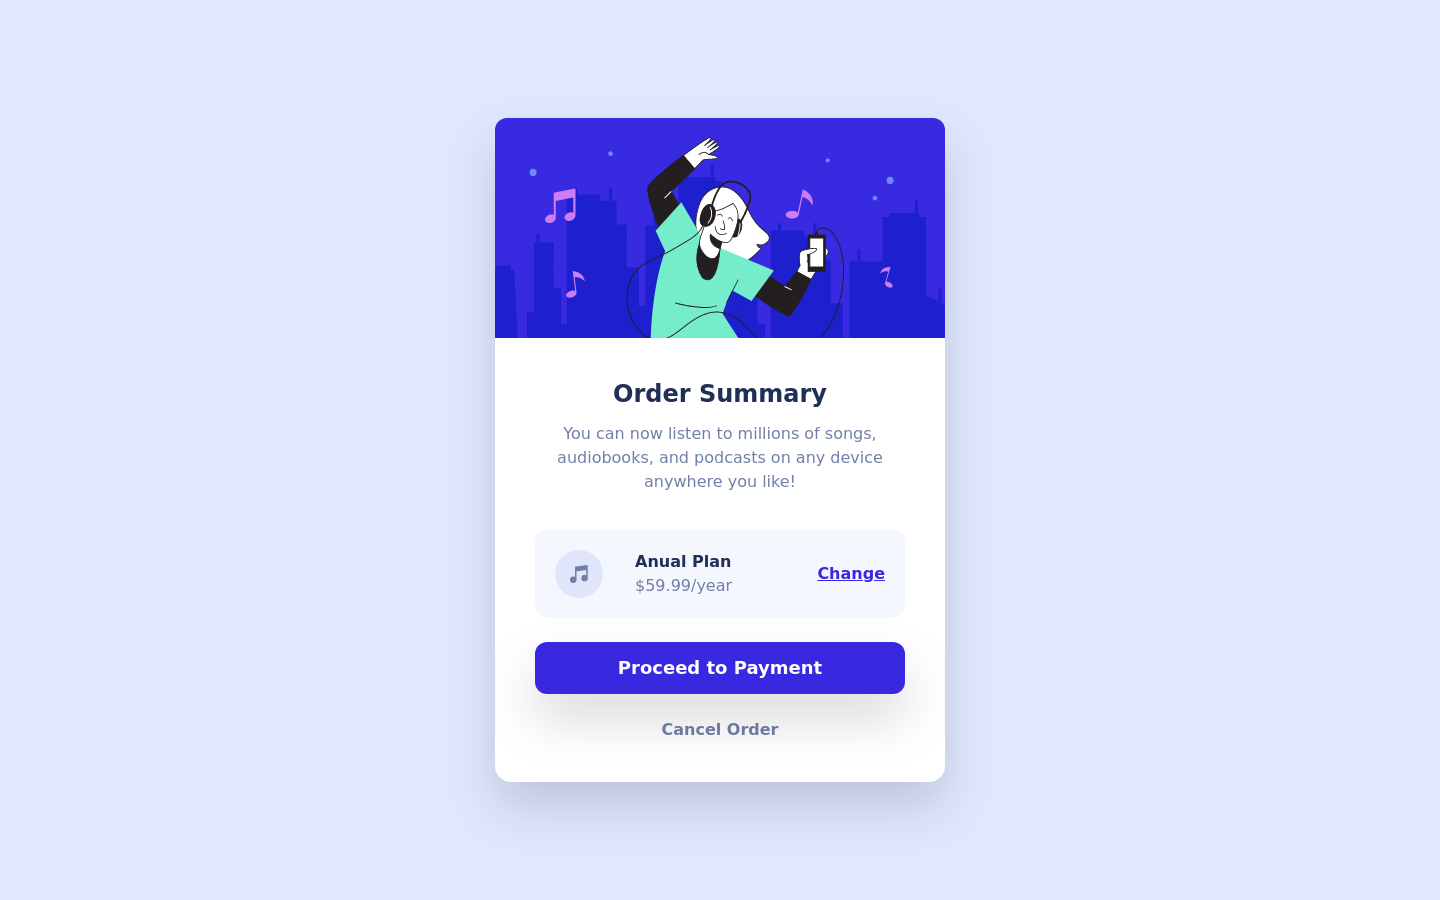 Order Summary
You can now listen to millions of songs,
audiobooks, and podcasts on any device
anywhere you like!
Anual Plan
$59.99/year
Change
Proceed to Payment
Cancel Order